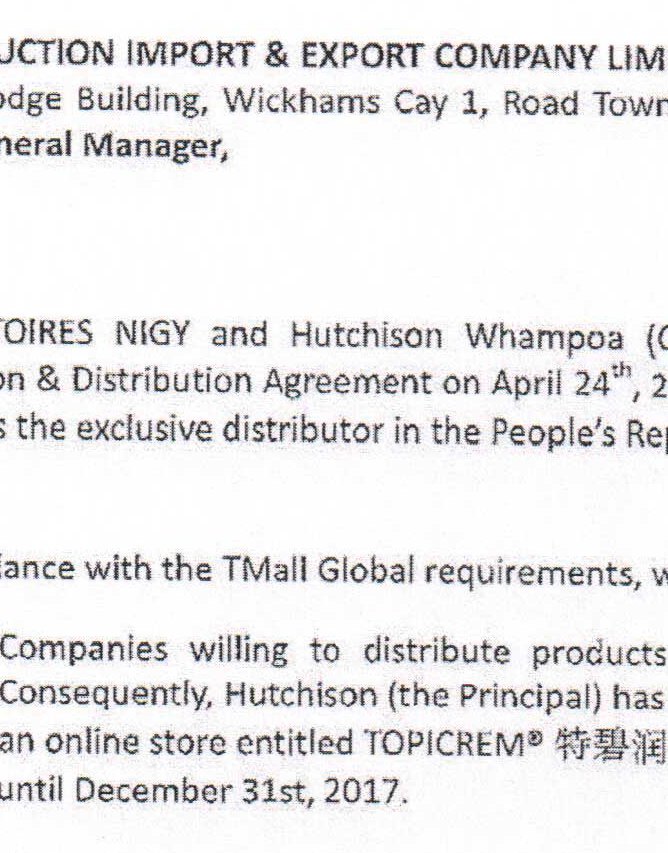 UCTION IMPORT & EXPORT COMPANY LIM
odge Building, Wickhams Cay 1, Road Town
neral Manager,
TOIRES NIGY and Hutchison Whampoa (C
on & Distribution Agreement on April 24th, 2
s the exclusive distributor in the People's Rep
iance with the TMall Global requirements, w
Companies willing to distribute products
Consequently, Hutchison (the Principal) has
an online store entitled TOPICREM® 特碧润
until December 31st, 2017.